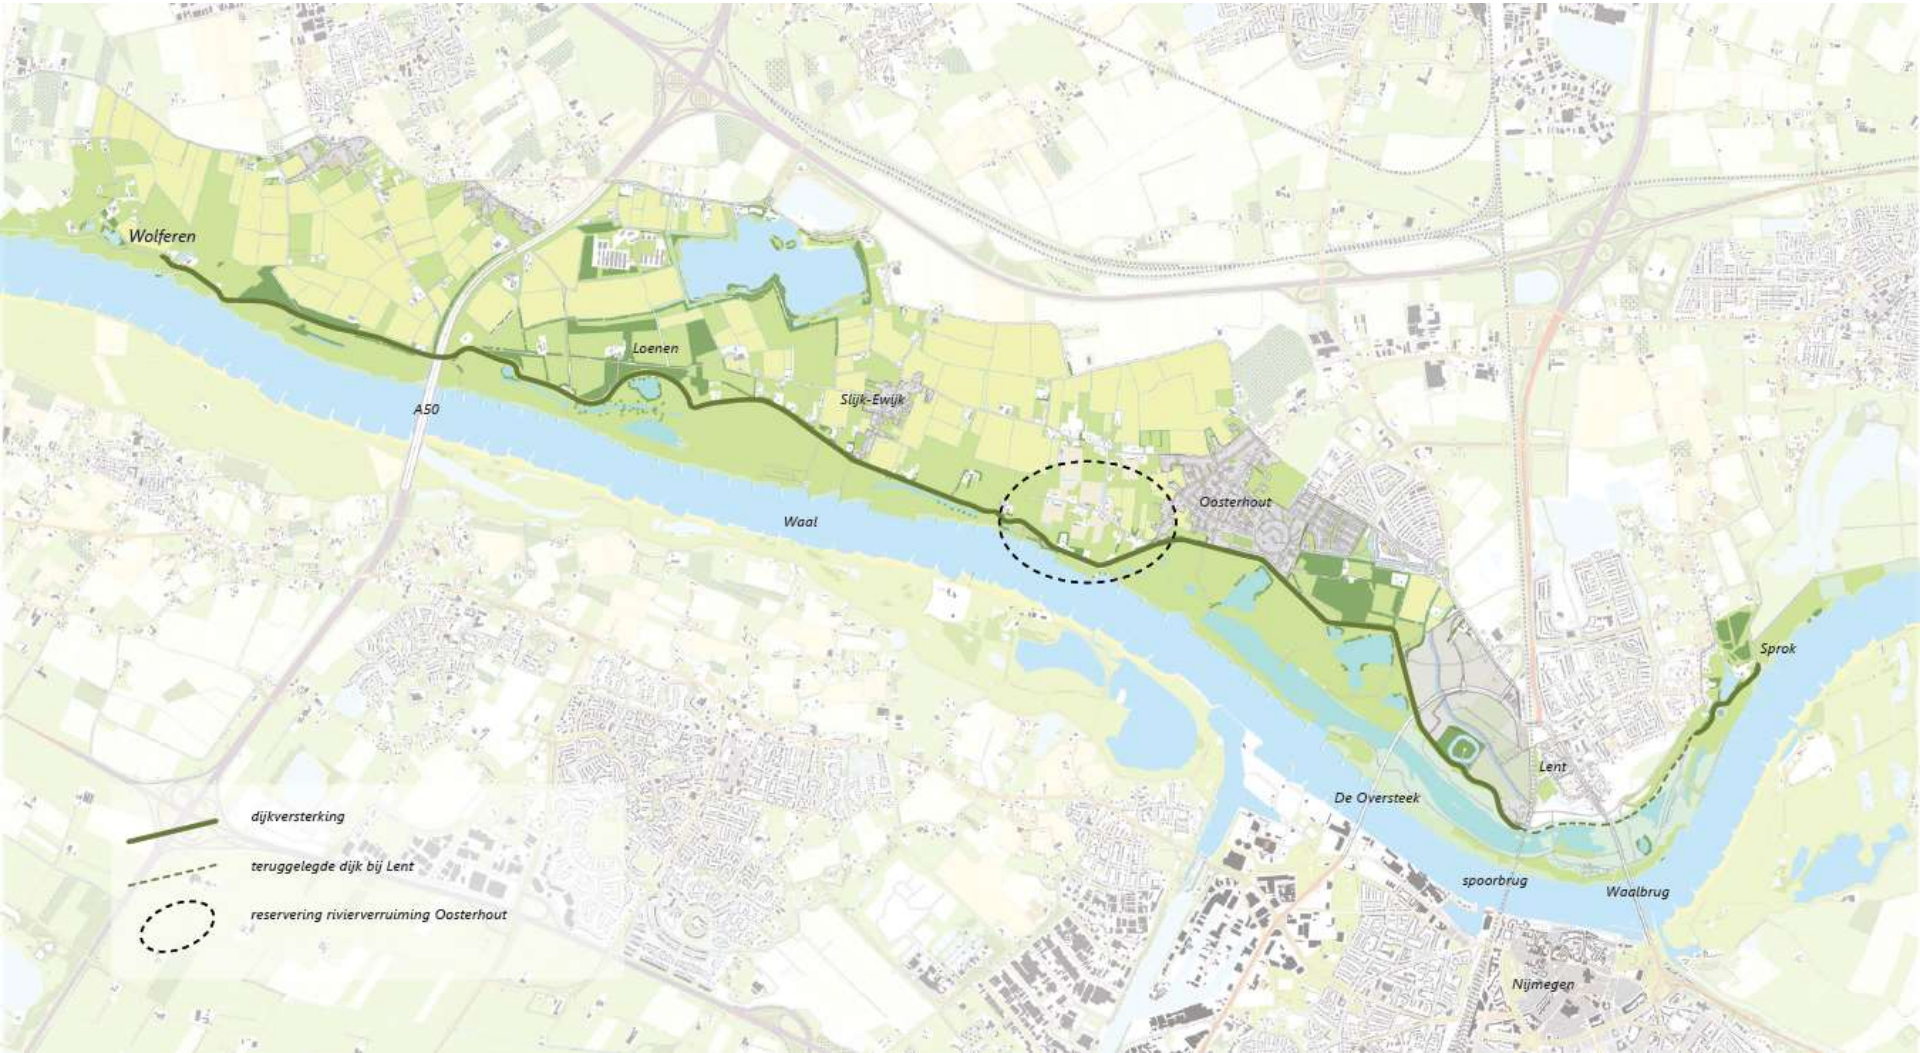 Wolferen
Loenen
Slijk-Ewijk
A50
Oosterhout
Waal
Sprok
Lent
De Oversteek
dijkversterking
teruggelegde dijk bij Lent
spoorbrug
Waalbrug
reservering rivierverruiming Oosterhout
Nijmegen